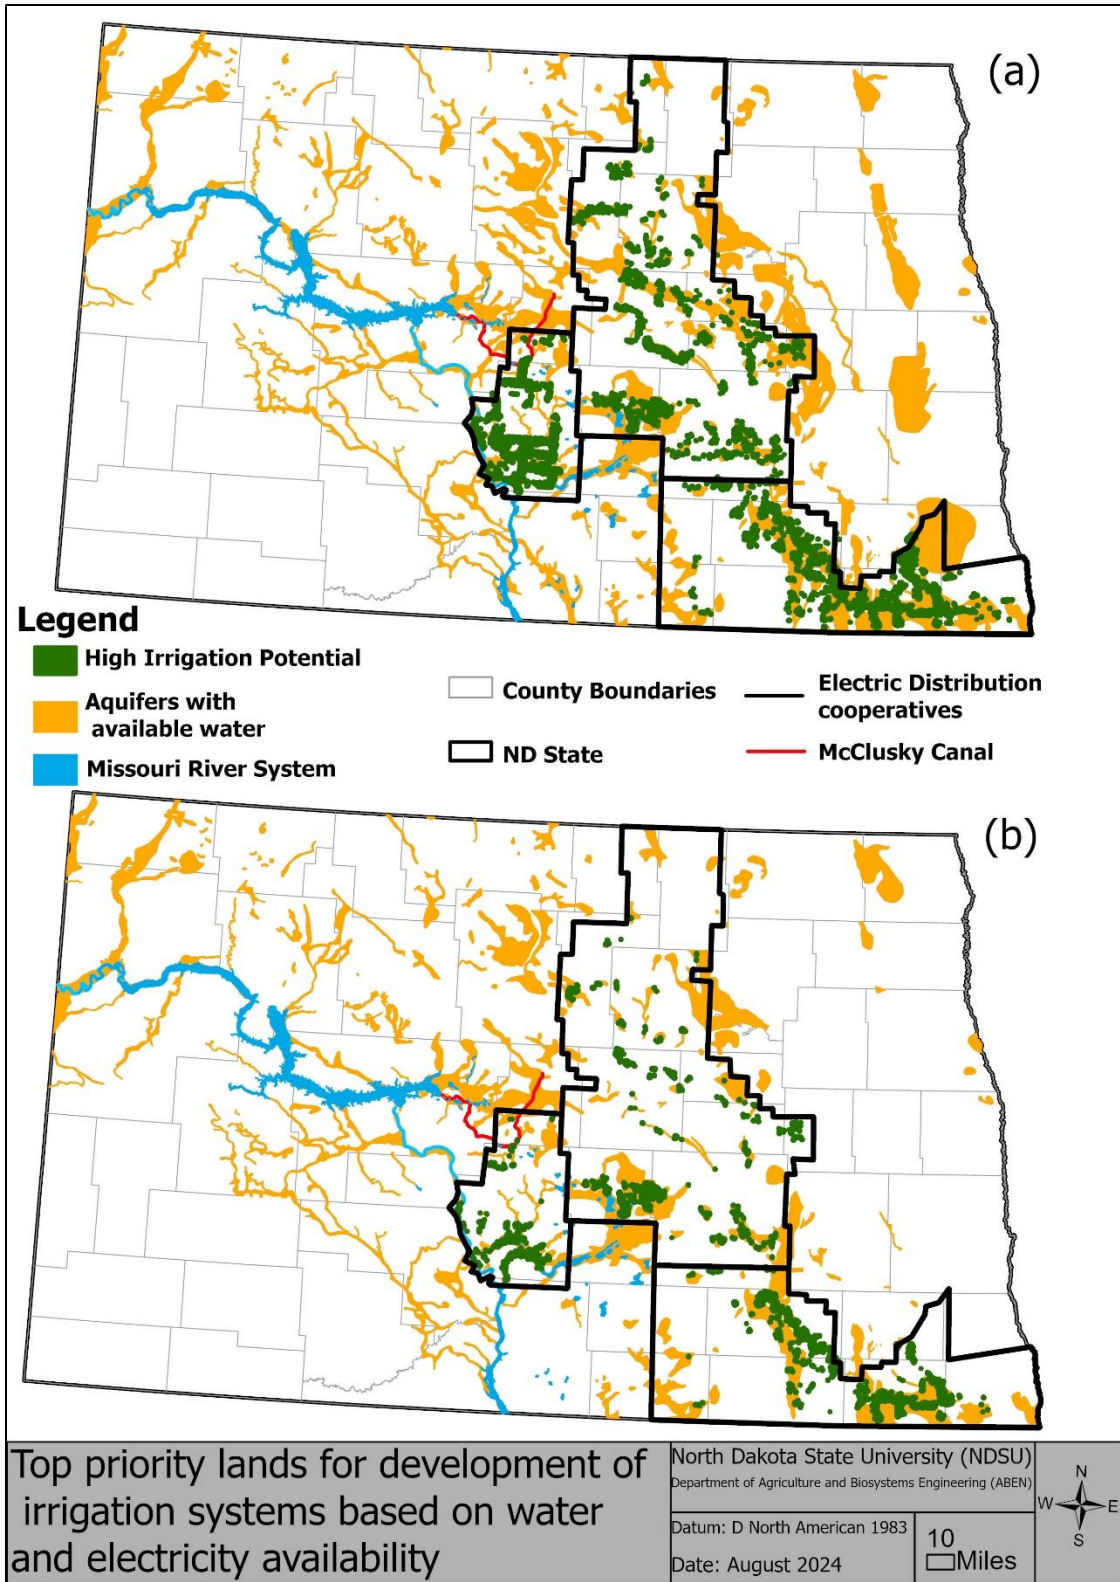 (a)
Legend
High Irrigation Potential
Aquifers with
available water
Missouri River System
County Boundaries
ND State
Electric Distribution
cooperatives
McClusky Canal
(b)
Top priority lands for development of
irrigation systems based on water
and electricity availability
North Dakota State University (NDSU)
Department of Agriculture and Biosystems Engineering (ABEN)
Datum: D North American 1983
Date: August 2024
10
Miles
N
W
E
S